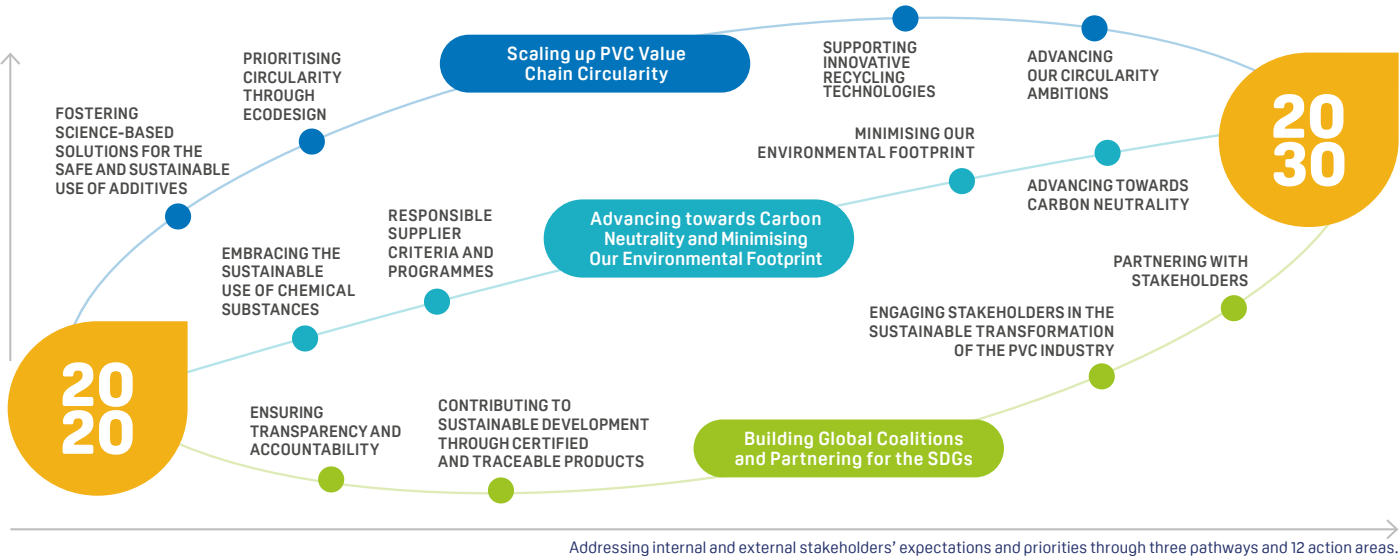 PRIORITISING
CIRCULARITY
THROUGH
ECODESIGN
Scaling up PVC Value
Chain Circularity
SUPPORTING
INNOVATIVE
RECYCLING
TECHNOLOGIES
ADVANCING
OUR CIRCULARITY
AMBITIONS
20
30
FOSTERING
SCIENCE-BASED
SOLUTIONS FOR THE
SAFE AND SUSTAINABLE
USE OF ADDITIVES
MINIMISING OUR
ENVIRONMENTAL FOOTPRINT
ADVANCING TOWARDS
CARBON NEUTRALITY
RESPONSIBLE
SUPPLIER
CRITERIA AND
PROGRAMMES
Advancing towards Carbon
Neutrality and Minimising
Our Environmental Footprint
EMBRACING THE
SUSTAINABLE
USE OF CHEMICAL
SUBSTANCES
PARTNERING WITH
STAKEHOLDERS
ENGAGING STAKEHOLDERS IN THE
SUSTAINABLE TRANSFORMATION
OF THE PVC INDUSTRY
20
20
ENSURING
TRANSPARENCY AND
ACCOUNTABILITY
CONTRIBUTING TO
SUSTAINABLE DEVELOPMENT
THROUGH CERTIFIED
AND TRACEABLE PRODUCTS
Building Global Coalitions
and Partnering for the SDGs
Addressing internal and external stakeholders' expectations and priorities through three pathways and 12 action areas.